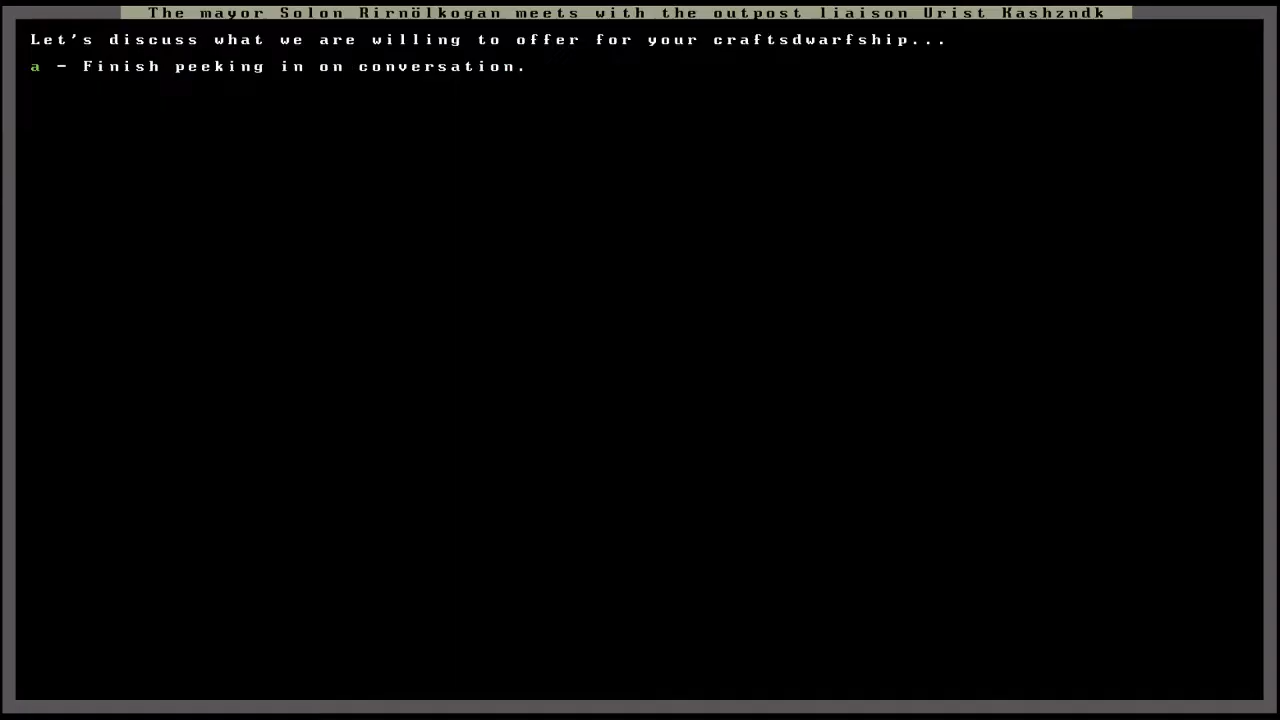 The mayor Solon Rirnölkogan meets with the outpost liaison Urist Kashzndk
Let's discuss what we are willing to offer for your craftsdwarfship...
a - Finish peeking in on conversation.